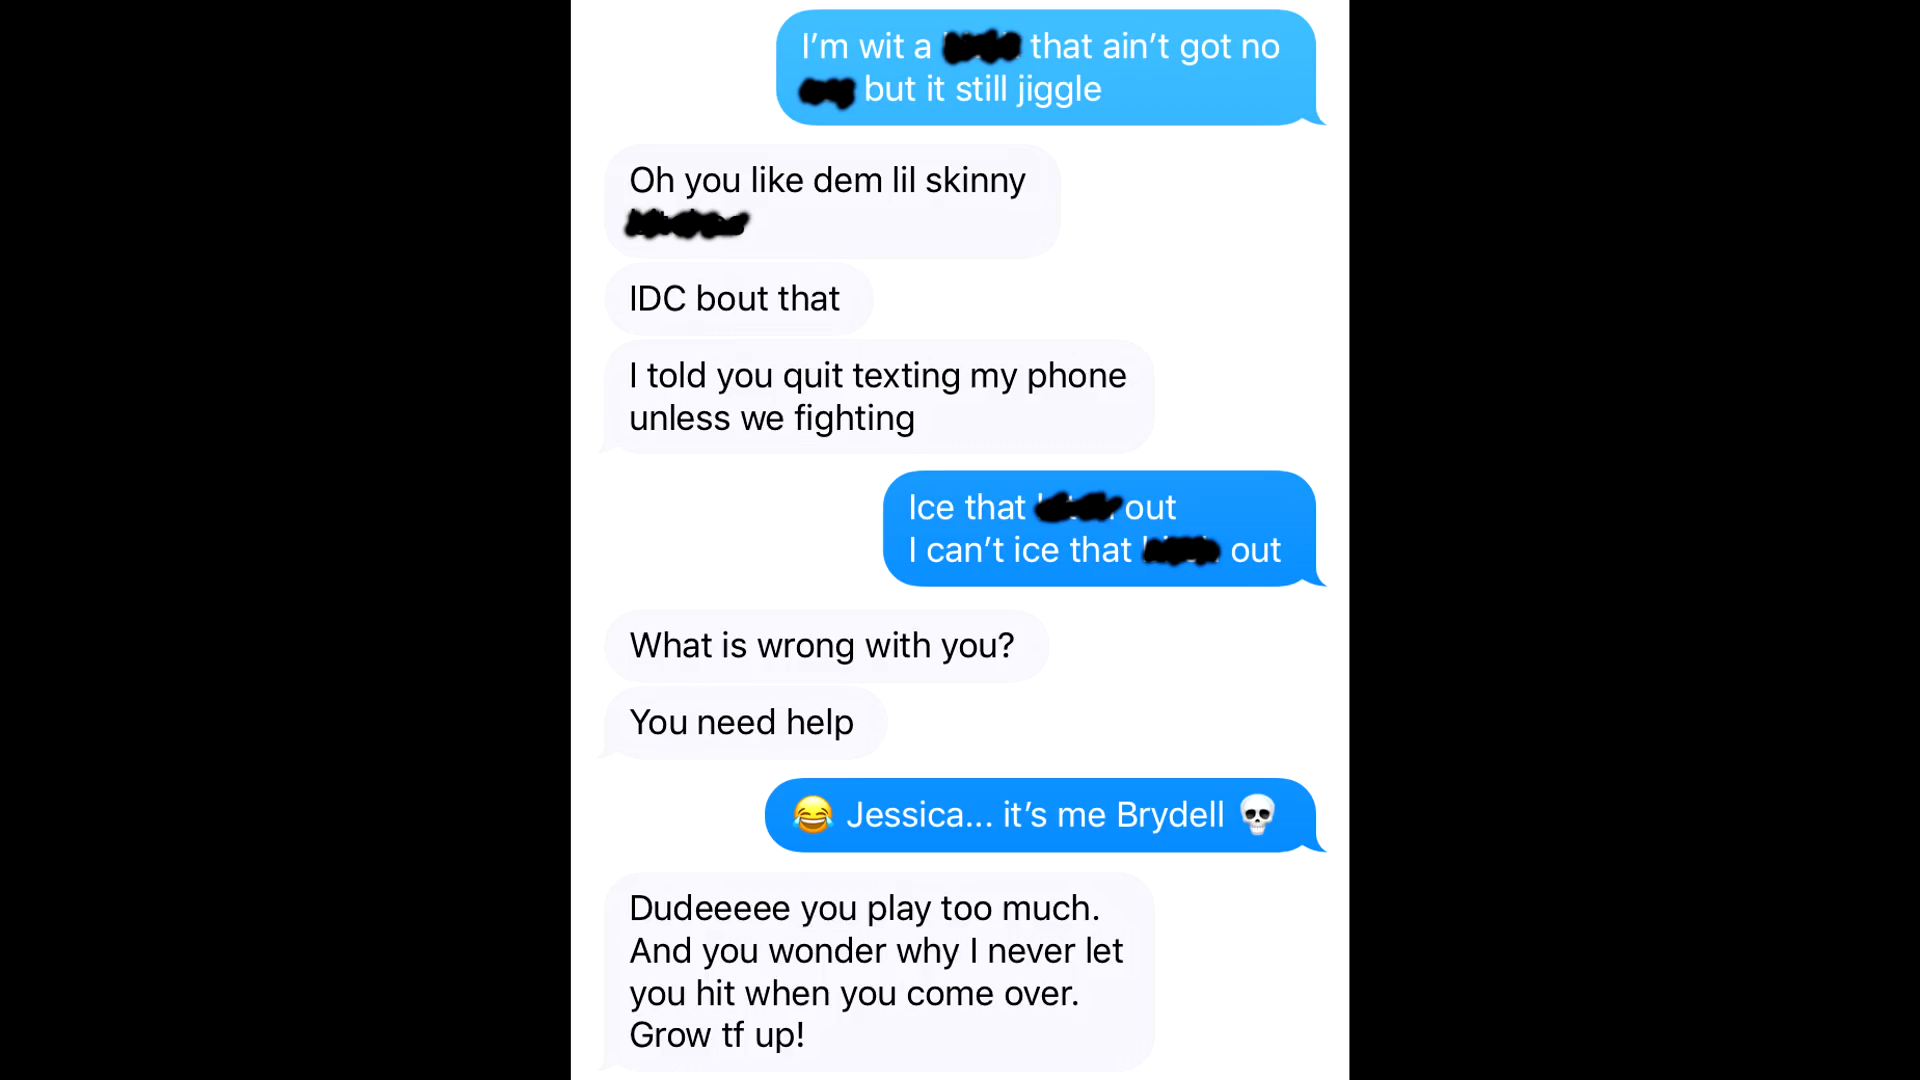 I'm wit a that ain't got no
but it still jiggle
Oh you like dem lil skinny
IDC bout that
I told you quit texting my phone
unless we fighting
Ice that out
I can't ice that out
What is wrong with you?
You need help
😂 Jessica... it's me Brydell 💀
Dudeeeee you play too much.
And you wonder why I never let
you hit when you come over.
Grow tf up!